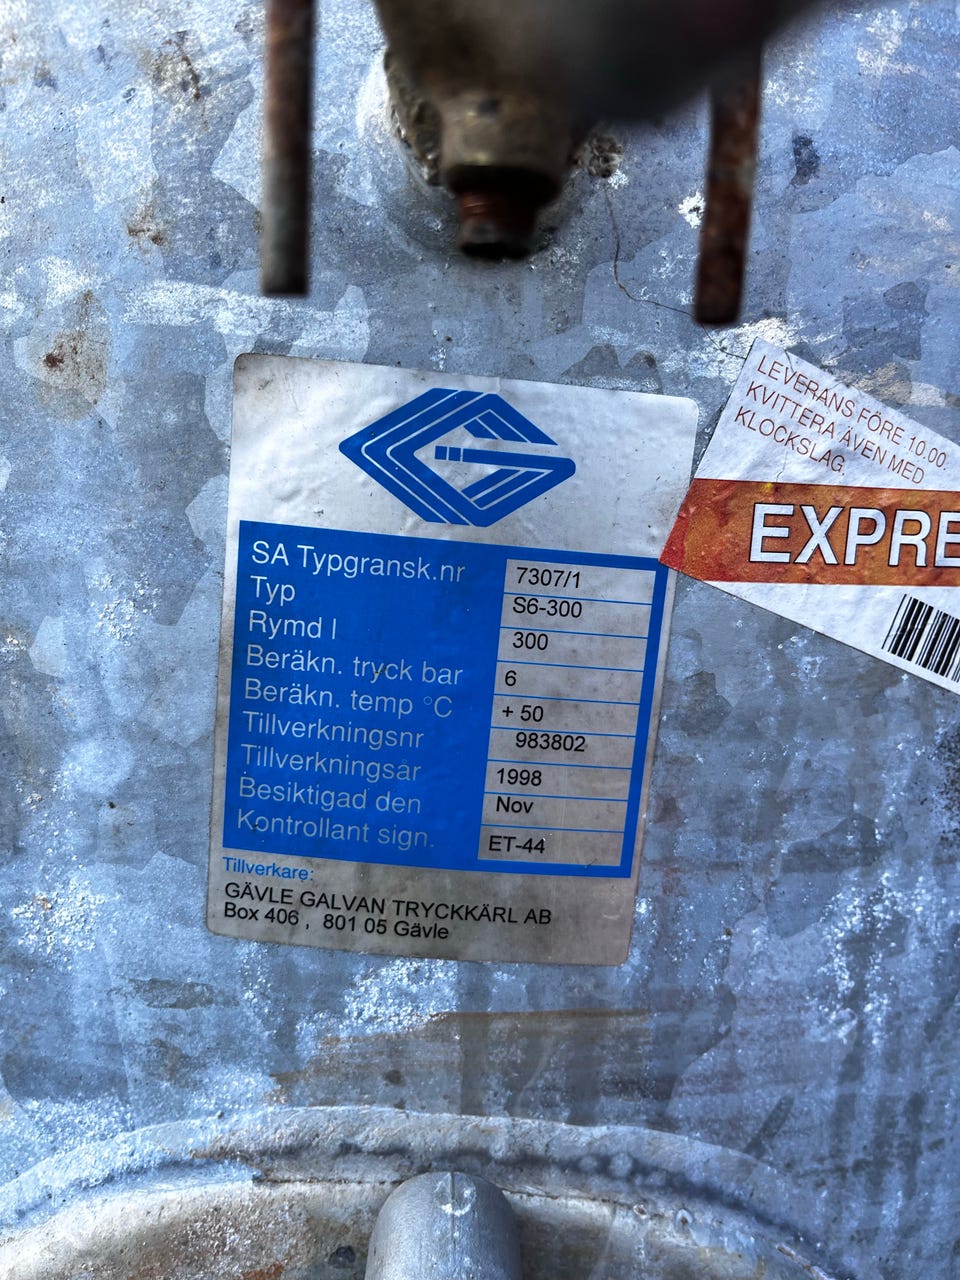 SA Typgransk.nr 7307/1
Typ S6-300
Rymd l 300
Beräkn. tryck bar 6
Beräkn. temp °C + 50
Tillverkningsnr 983802
Tillverkningsår 1998
Besiktigad den Nov
Kontrollant sign. ET-44
Tillverkare:
GÄVLE GALVAN TRYCKKÄRL AB
Box 406 , 801 05 Gävle
LEVERANS FÖRE 10.00.
KVITTERA ÄVEN MED
KLOCKSLAG.
EXPRE